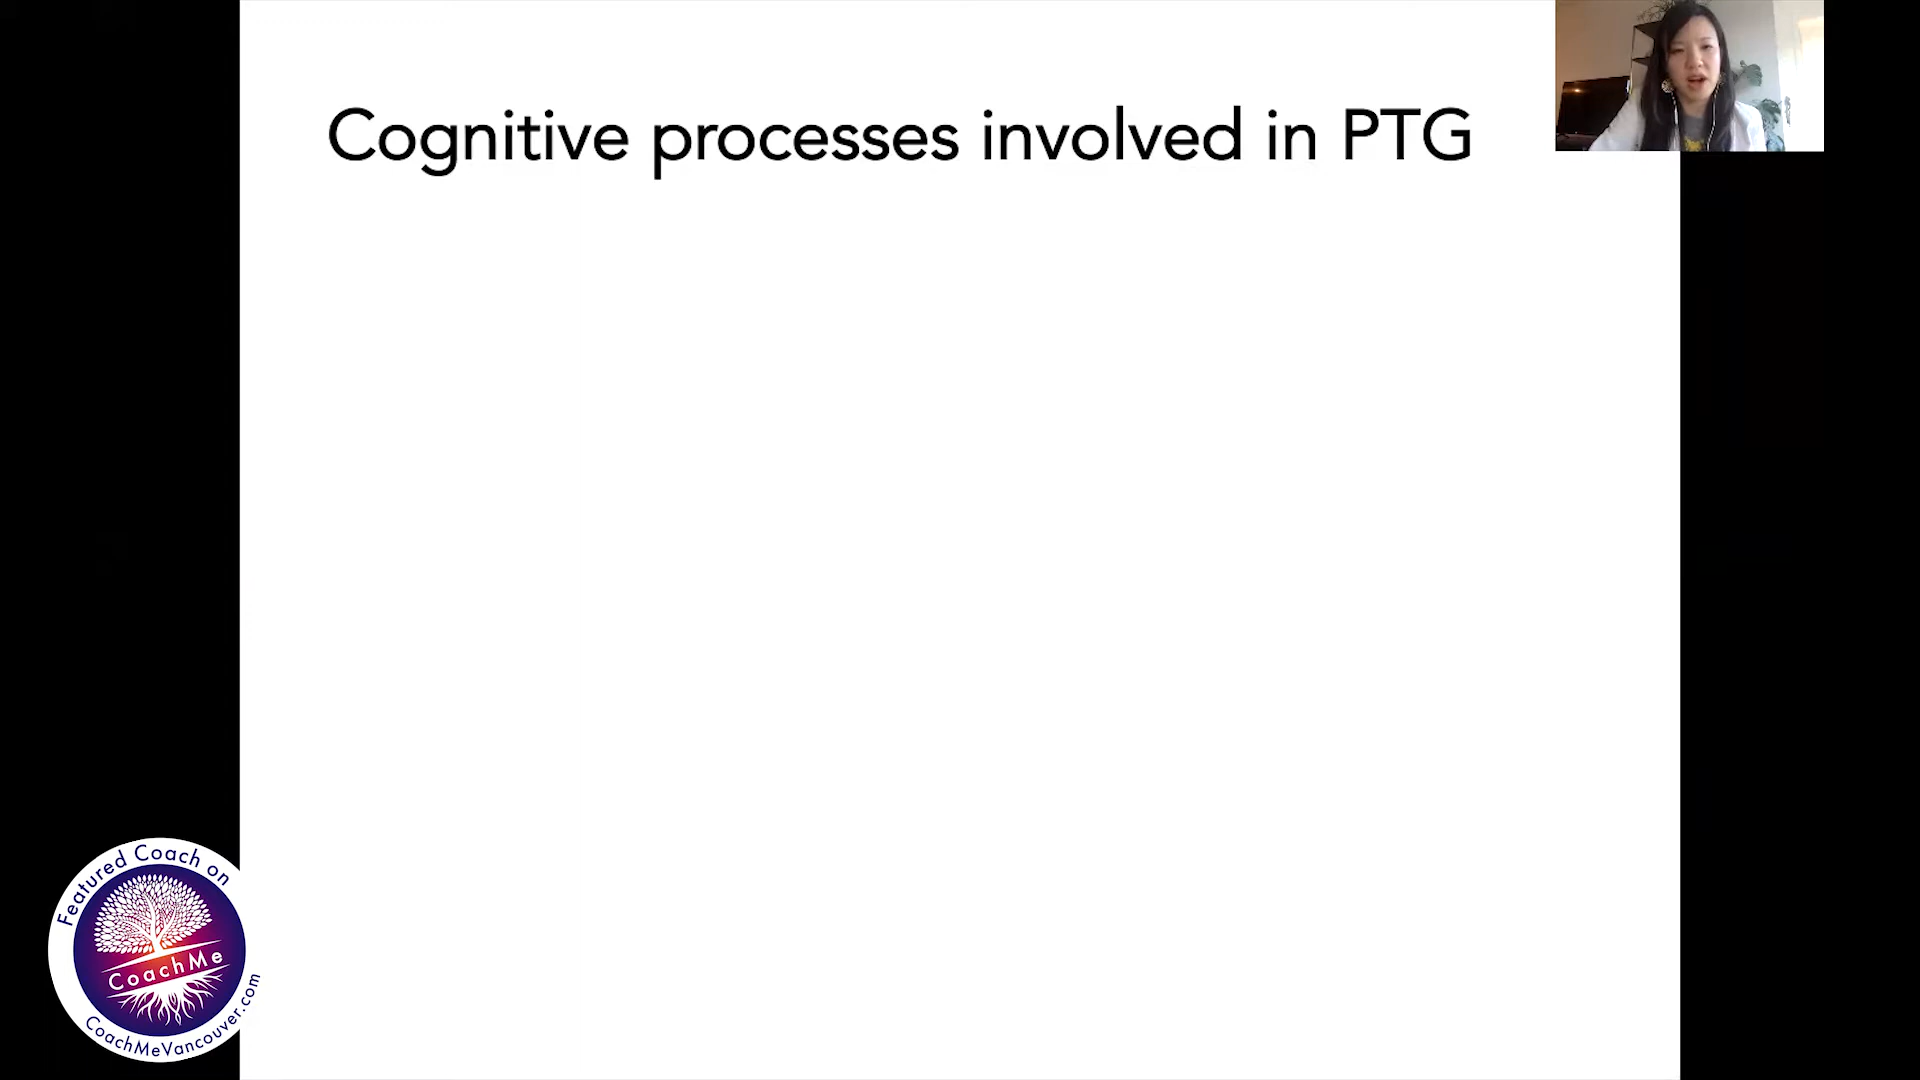 Cognitive processes involved in PTG
Featured Coach on
CoachMe
CoachMeVancouver.com